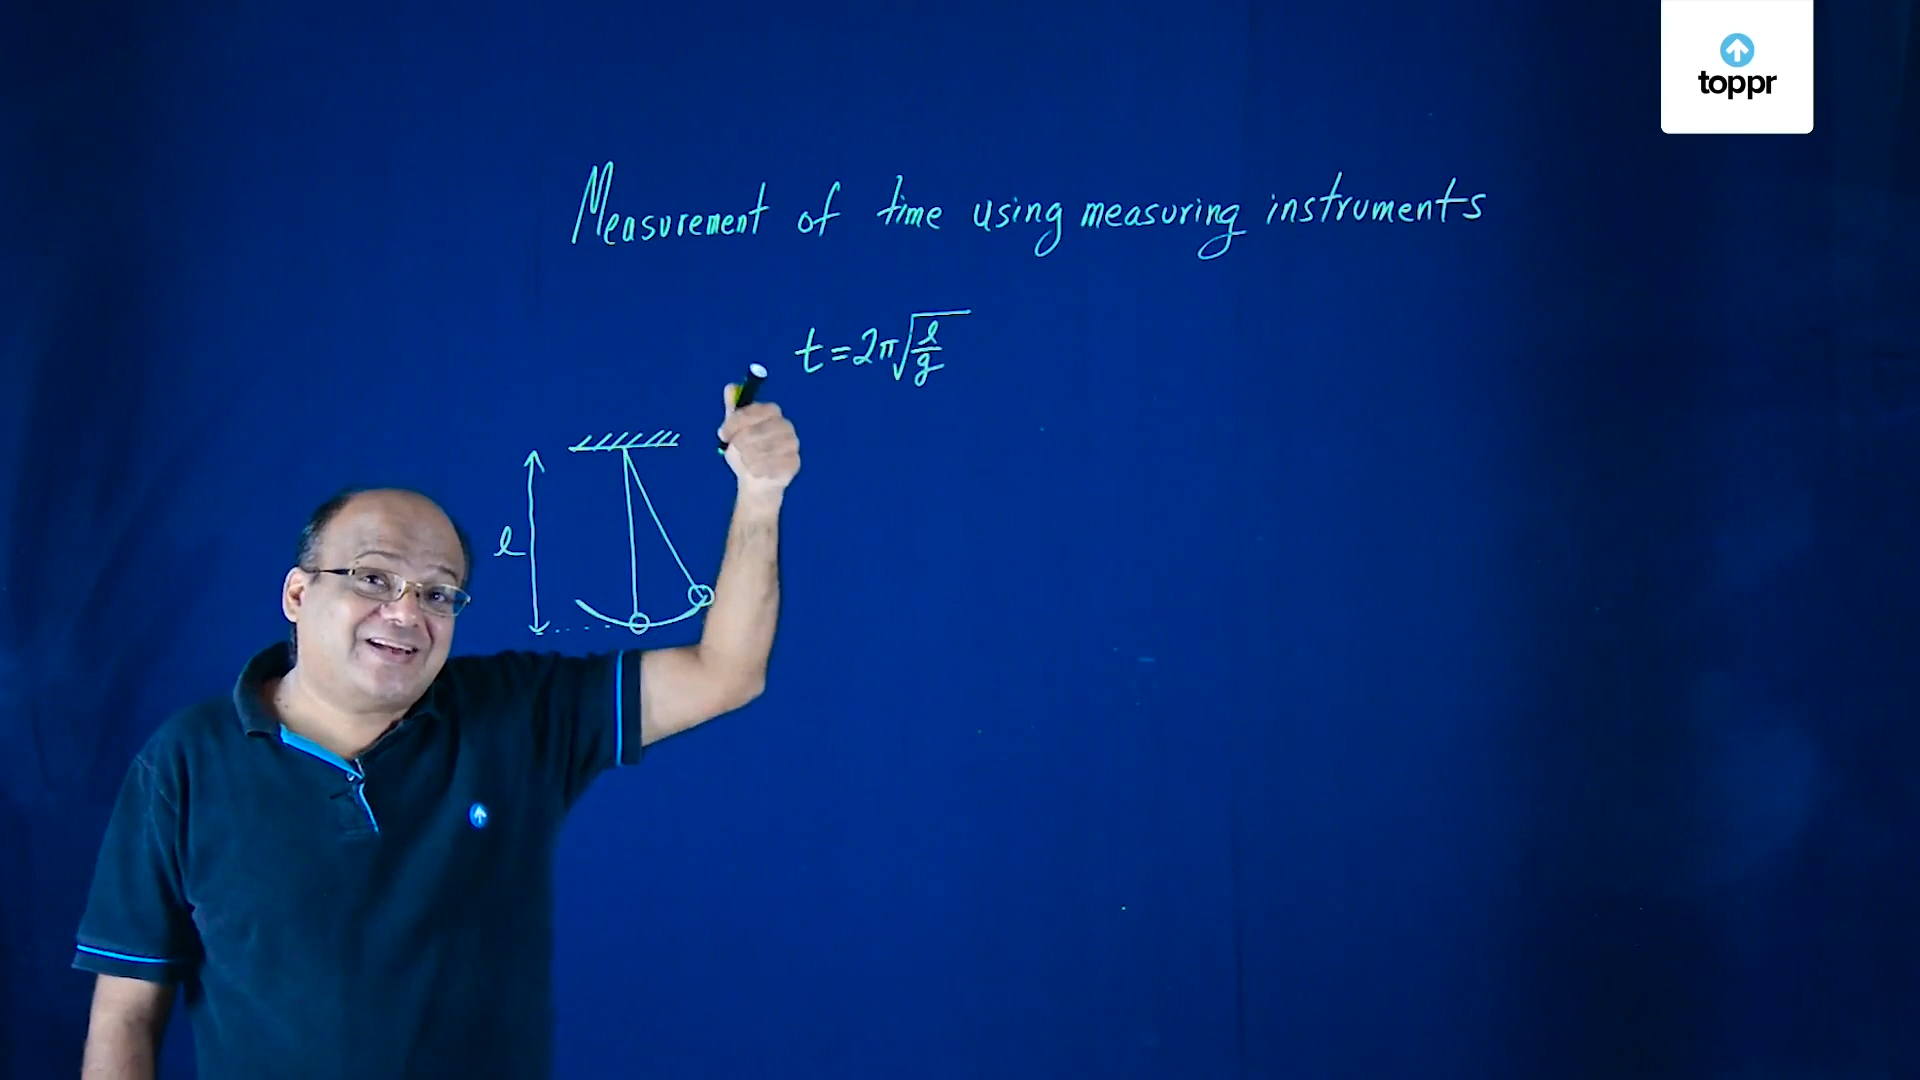 toppr
Measurement of time using measuring instruments
t = 2π√(l/g)
l